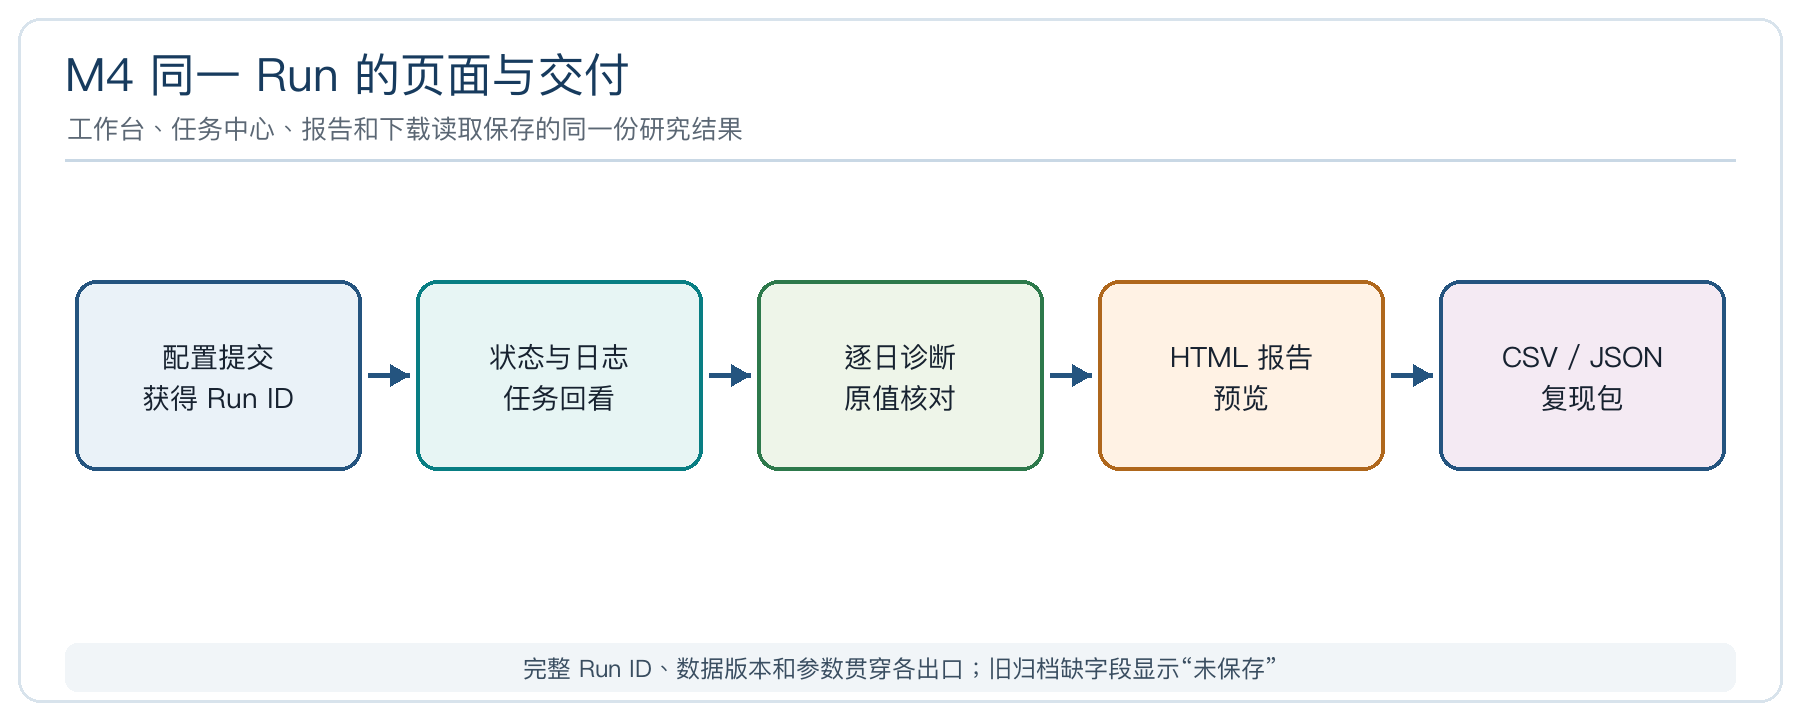 M4 同一 Run 的页面与交付
工作台、任务中心、报告和下载读取保存的同一份研究结果
配置提交
获得 Run ID
状态与日志
任务回看
逐日诊断
原值核对
HTML 报告
预览
CSV / JSON
复现包
完整 Run ID、数据版本和参数贯穿各出口；旧归档缺字段显示“未保存”